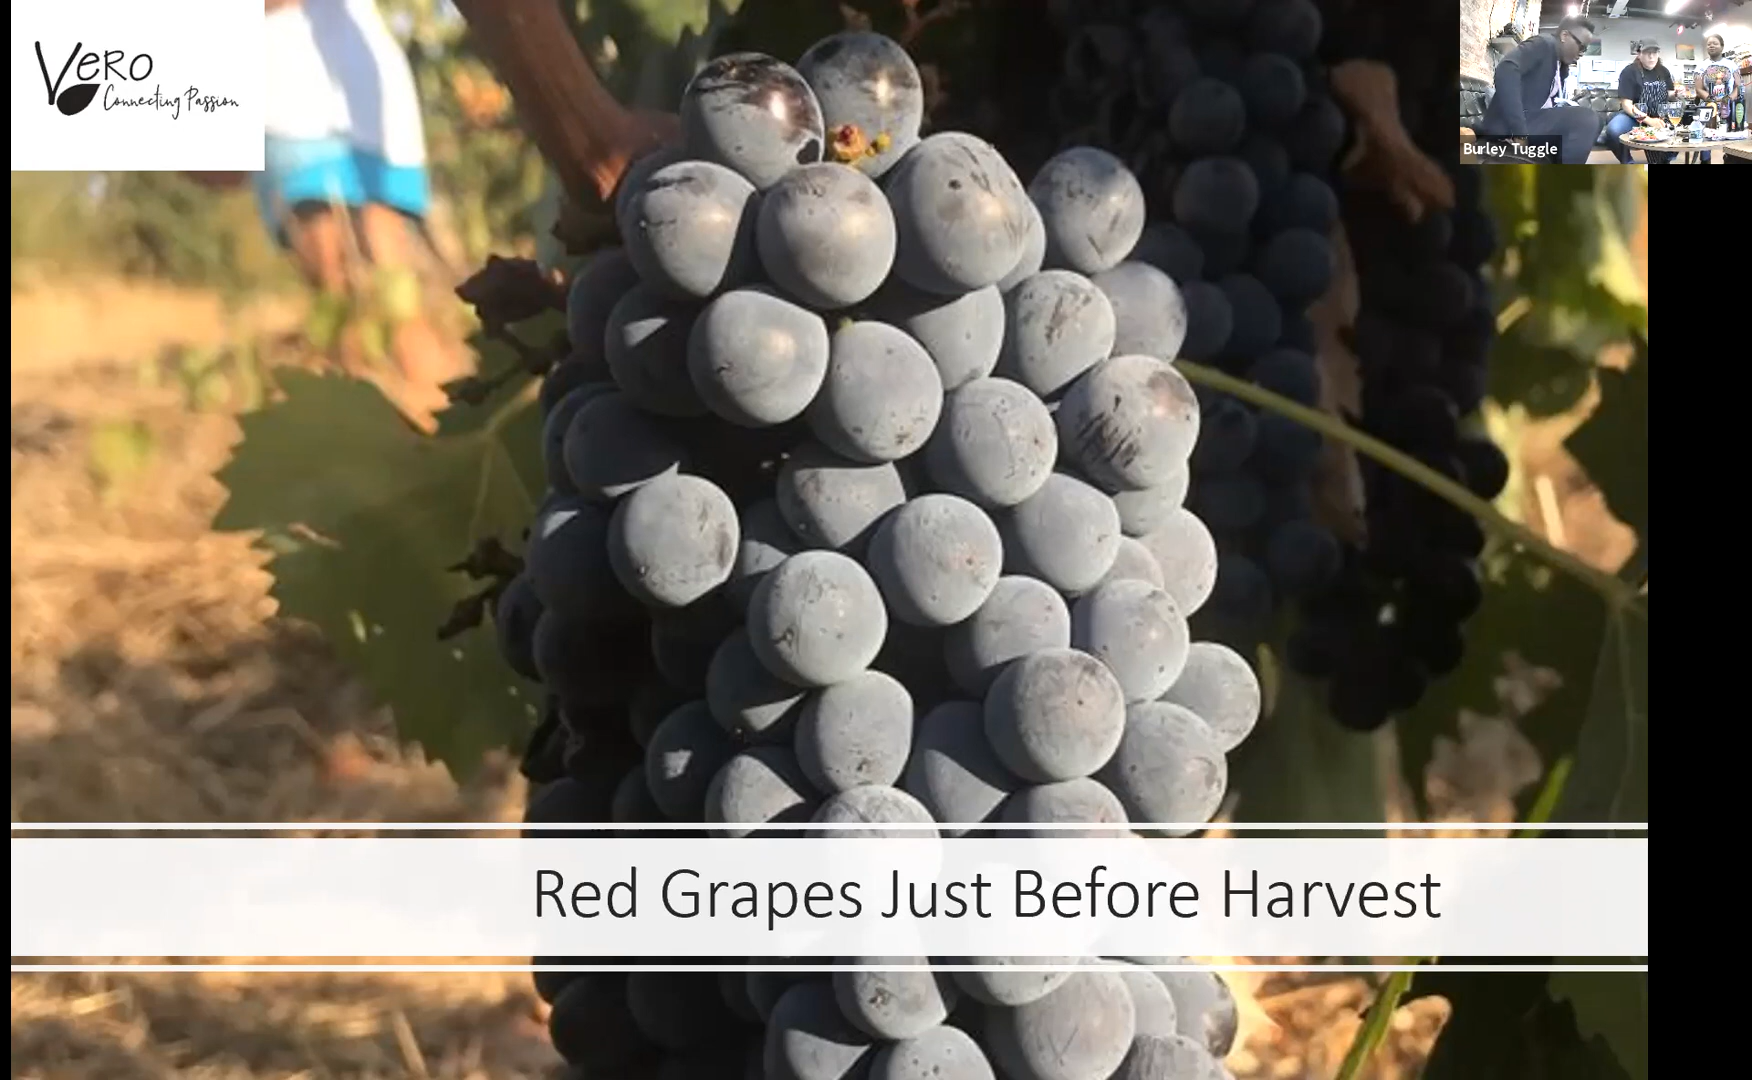 VERO
Connecting Passion
Burley Tuggle
Red Grapes Just Before Harvest